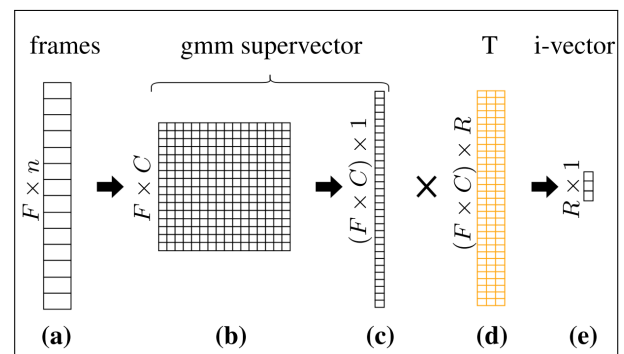 frames gmm supervector T i-vector
F × n
F × C
(F × C) × 1
×
(F × C) × R
R × 1
(a) (b) (c) (d) (e)